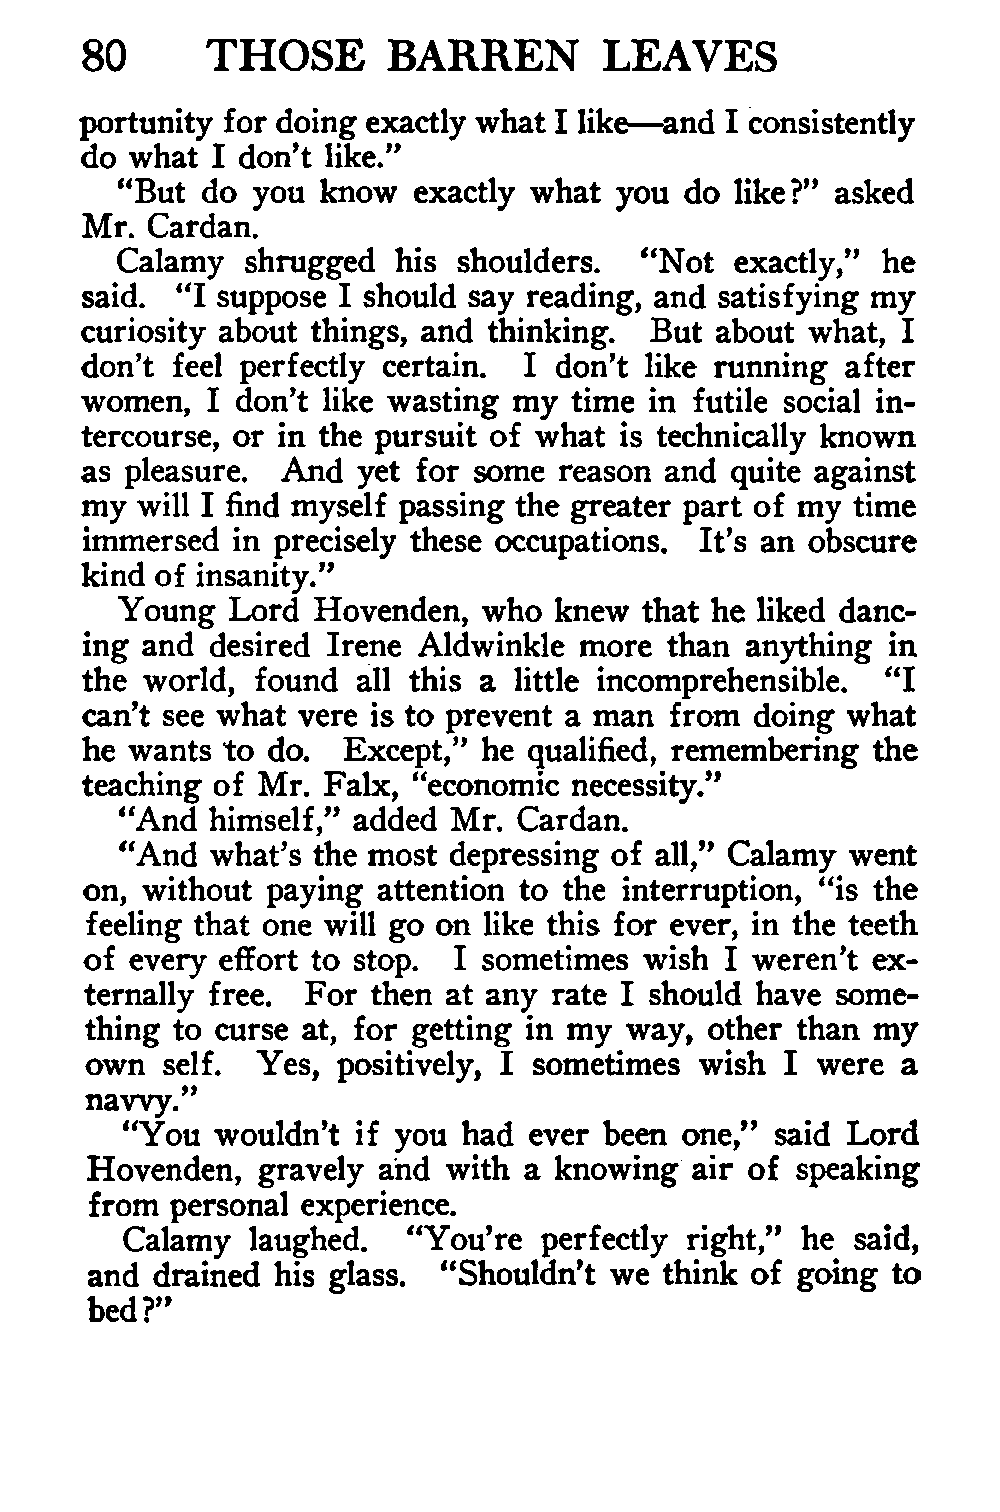 80 THOSE BARREN LEAVES
portunity for doing exactly what I like—and I consistently
do what I don't like."
"But do you know exactly what you do like?" asked
Mr. Cardan.
Calamy shrugged his shoulders. "Not exactly," he
said. "I suppose I should say reading, and satisfying my
curiosity about things, and thinking. But about what, I
don't feel perfectly certain. I don't like running after
women, I don't like wasting my time in futile social in-
tercourse, or in the pursuit of what is technically known
as pleasure. And yet for some reason and quite against
my will I find myself passing the greater part of my time
immersed in precisely these occupations. It's an obscure
kind of insanity."
Young Lord Hovenden, who knew that he liked danc-
ing and desired Irene Aldwinkle more than anything in
the world, found all this a little incomprehensible. "I
can't see what vere is to prevent a man from doing what
he wants to do. Except," he qualified, remembering the
teaching of Mr. Falx, "economic necessity."
"And himself," added Mr. Cardan.
"And what's the most depressing of all," Calamy went
on, without paying attention to the interruption, "is the
feeling that one will go on like this for ever, in the teeth
of every effort to stop. I sometimes wish I weren't ex-
ternally free. For then at any rate I should have some-
thing to curse at, for getting in my way, other than my
own self. Yes, positively, I sometimes wish I were a
navvy."
"You wouldn't if you had ever been one," said Lord
Hovenden, gravely and with a knowing air of speaking
from personal experience.
Calamy laughed. "You're perfectly right," he said,
and drained his glass. "Shouldn't we think of going to
bed?"